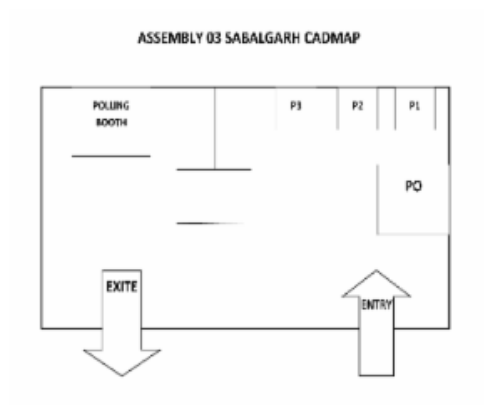 ASSEMBLY 03 SABALGARH CADMAP
POLLING
BOOTH
P3
P2
P1
PO
EXITE
ENTRY